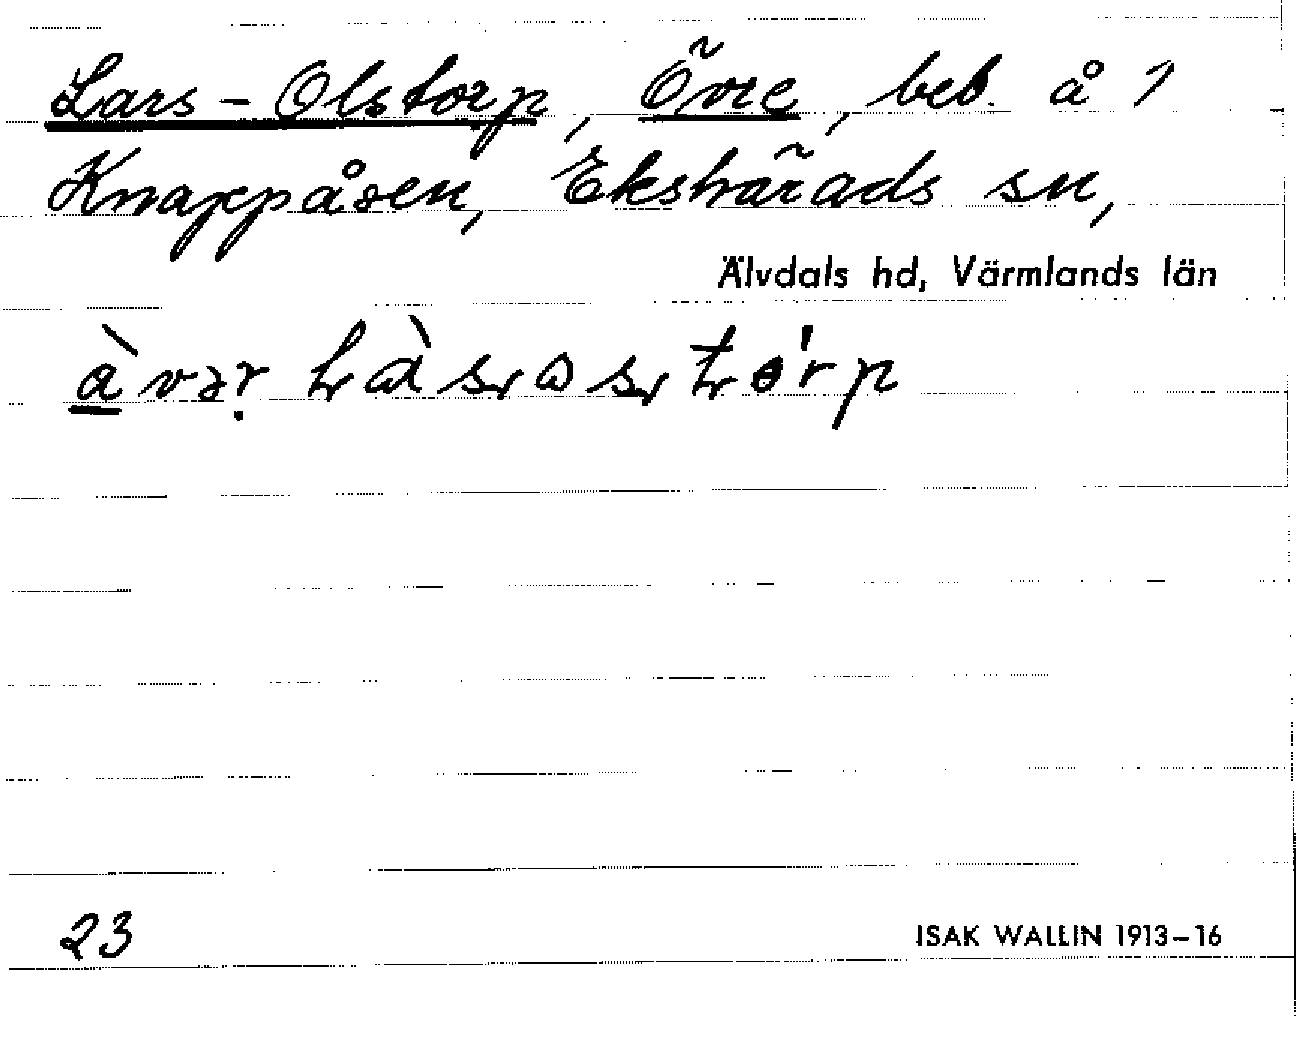 Lars-Olstorp, Övre, beb. å 1
Knappåsen, Ekshärads sn,
Älvdals hd, Värmlands län
23
ISAK WALLIN 1913–16